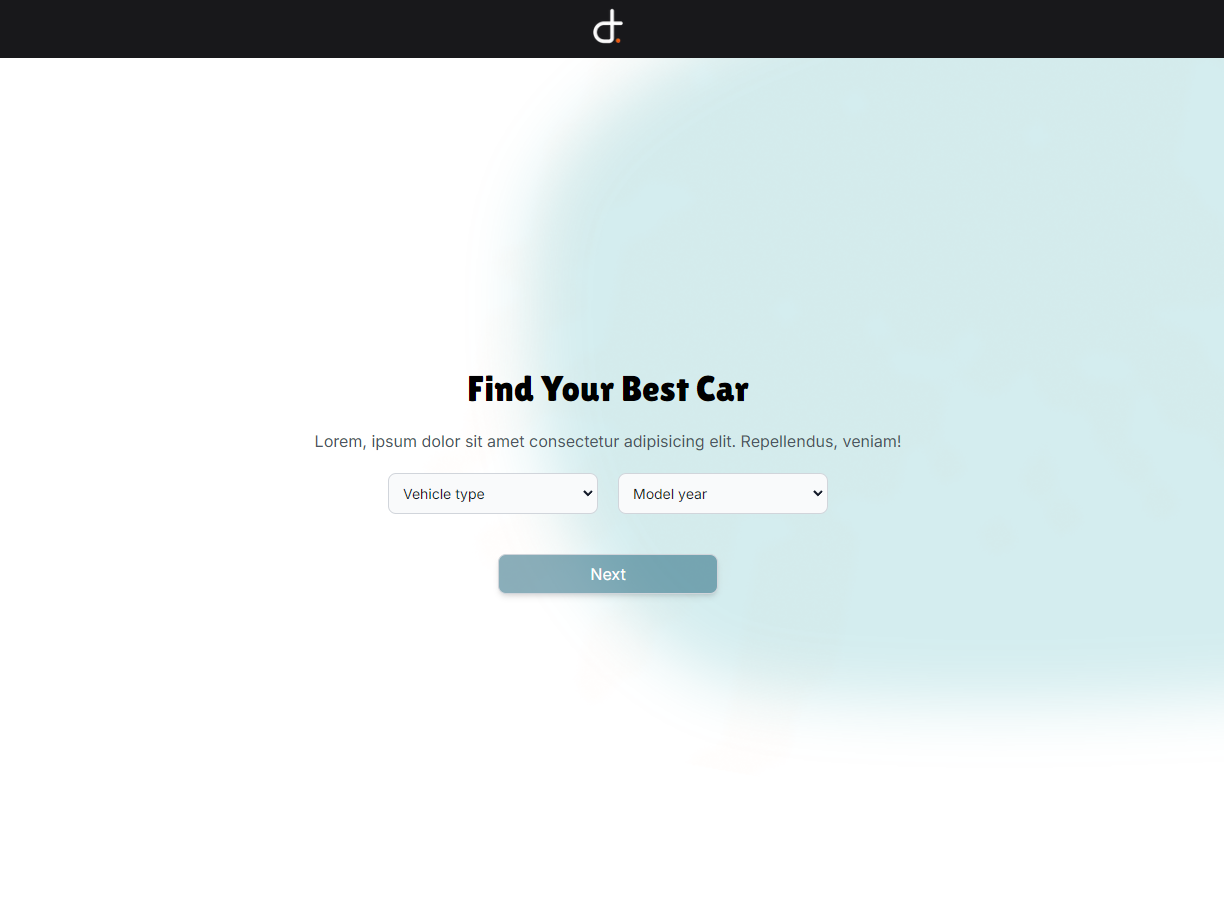 Find Your Best Car
Lorem, ipsum dolor sit amet consectetur adipisicing elit. Repellendus, veniam!
Vehicle type
Model year
Next